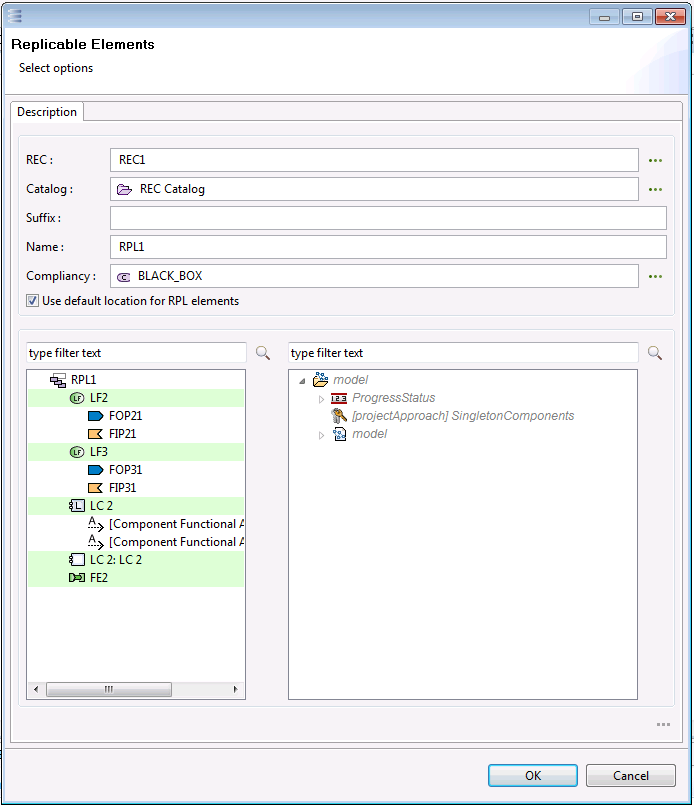 Replicable Elements
Select options
Description
REC :
REC1
Catalog :
REC Catalog
Suffix :
Name :
RPL1
Compliancy :
BLACK_BOX
Use default location for RPL elements
type filter text
RPL1
LF2
FOP21
FIP21
LF3
FOP31
FIP31
LC 2
[Component Functional A
[Component Functional A
LC 2: LC 2
FE2
type filter text
model
ProgressStatus
[projectApproach] SingletonComponents
model
OK
Cancel